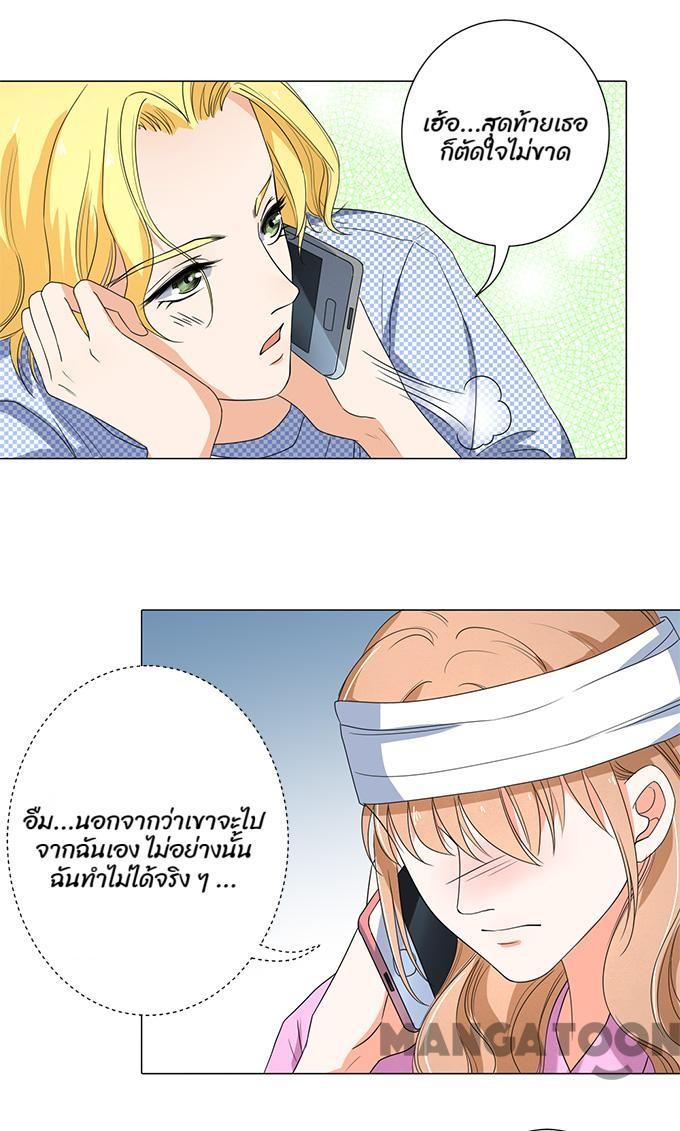 เฮ้อ...สุดท้ายเธอ
ก็ตัดใจไม่ขาด
อืม...นอกจากว่าเขาจะไป
จากฉันเอง ไม่อย่างนั้น
ฉันทำไม่ได้จริง ๆ ...
MANGATOON